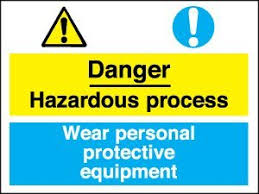 Danger
Hazardous process
Wear personal
protective
equipment